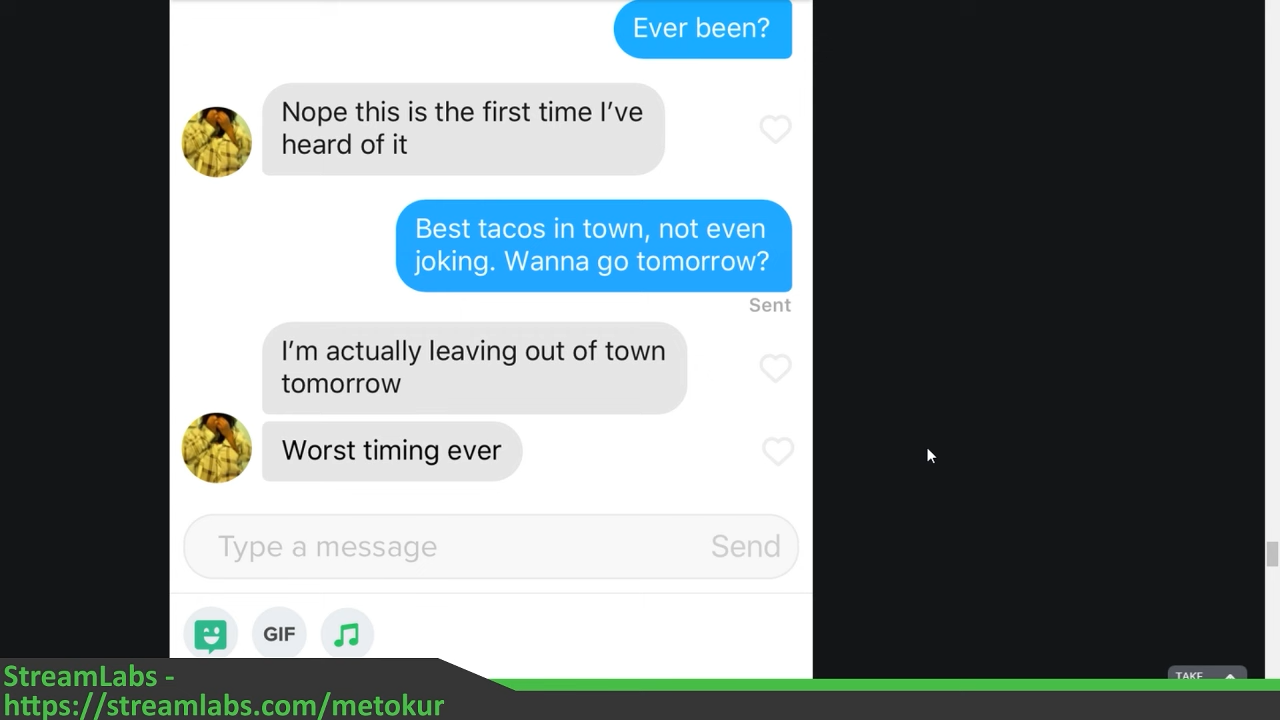 Ever been?
Nope this is the first time I've
heard of it
Best tacos in town, not even
joking. Wanna go tomorrow?
Sent
I'm actually leaving out of town
tomorrow
Worst timing ever
Type a message
Send
GIF
TAKE
StreamLabs -
https://streamlabs.com/metokur